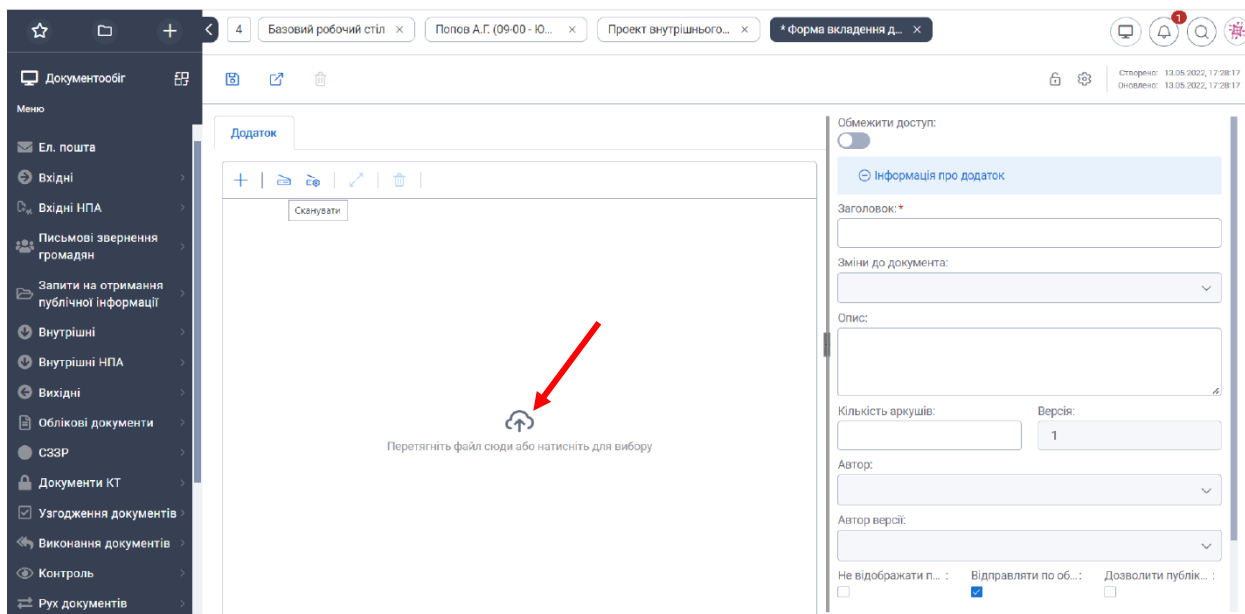 4
Базовий робочий стіл ×
Попов А.Г. (09-00 - Ю... ×
Проект внутрішнього... ×
* Форма вкладення д... ×
1
Документообіг
Створено: 13.05.2022, 17:28:17
Оновлено: 13.05.2022, 17:28:17
Меню
Ел. пошта
Вхідні
Вхідні НПА
Письмові звернення
громадян
Запити на отримання
публічної інформації
Внутрішні
Внутрішні НПА
Вихідні
Облікові документи
СЗЗР
Документи КТ
Узгодження документів
Виконання документів
Контроль
Рух документів
Додаток
Сканувати
Перетягніть файл сюди або натисніть для вибору
Обмежити доступ:
Інформація про додаток
Заголовок:*
Зміни до документа:
Опис:
Кількість аркушів:
Версія:
1
Автор:
Автор версії:
Не відображати п... :
Відправляти по об...:
Дозволити публік... :